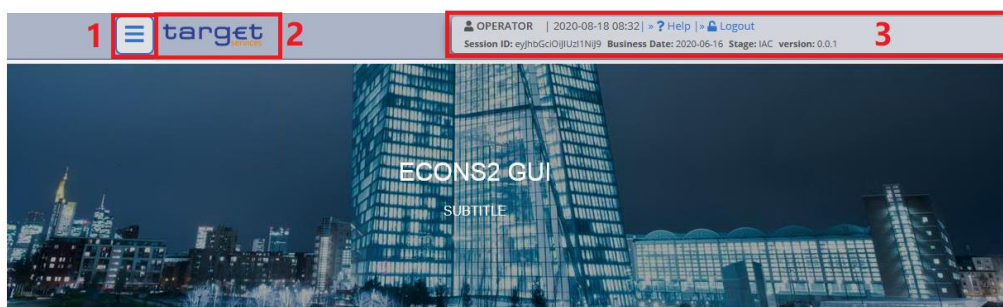 1
target
services
2
OPERATOR | 2020-08-18 08:32| » ? Help |» Logout
Session ID: eyJhbGciOiJIUzI1NiJ9 Business Date: 2020-06-16 Stage: IAC version: 0.0.1
3
ECONS2 GUI
SUBTITLE